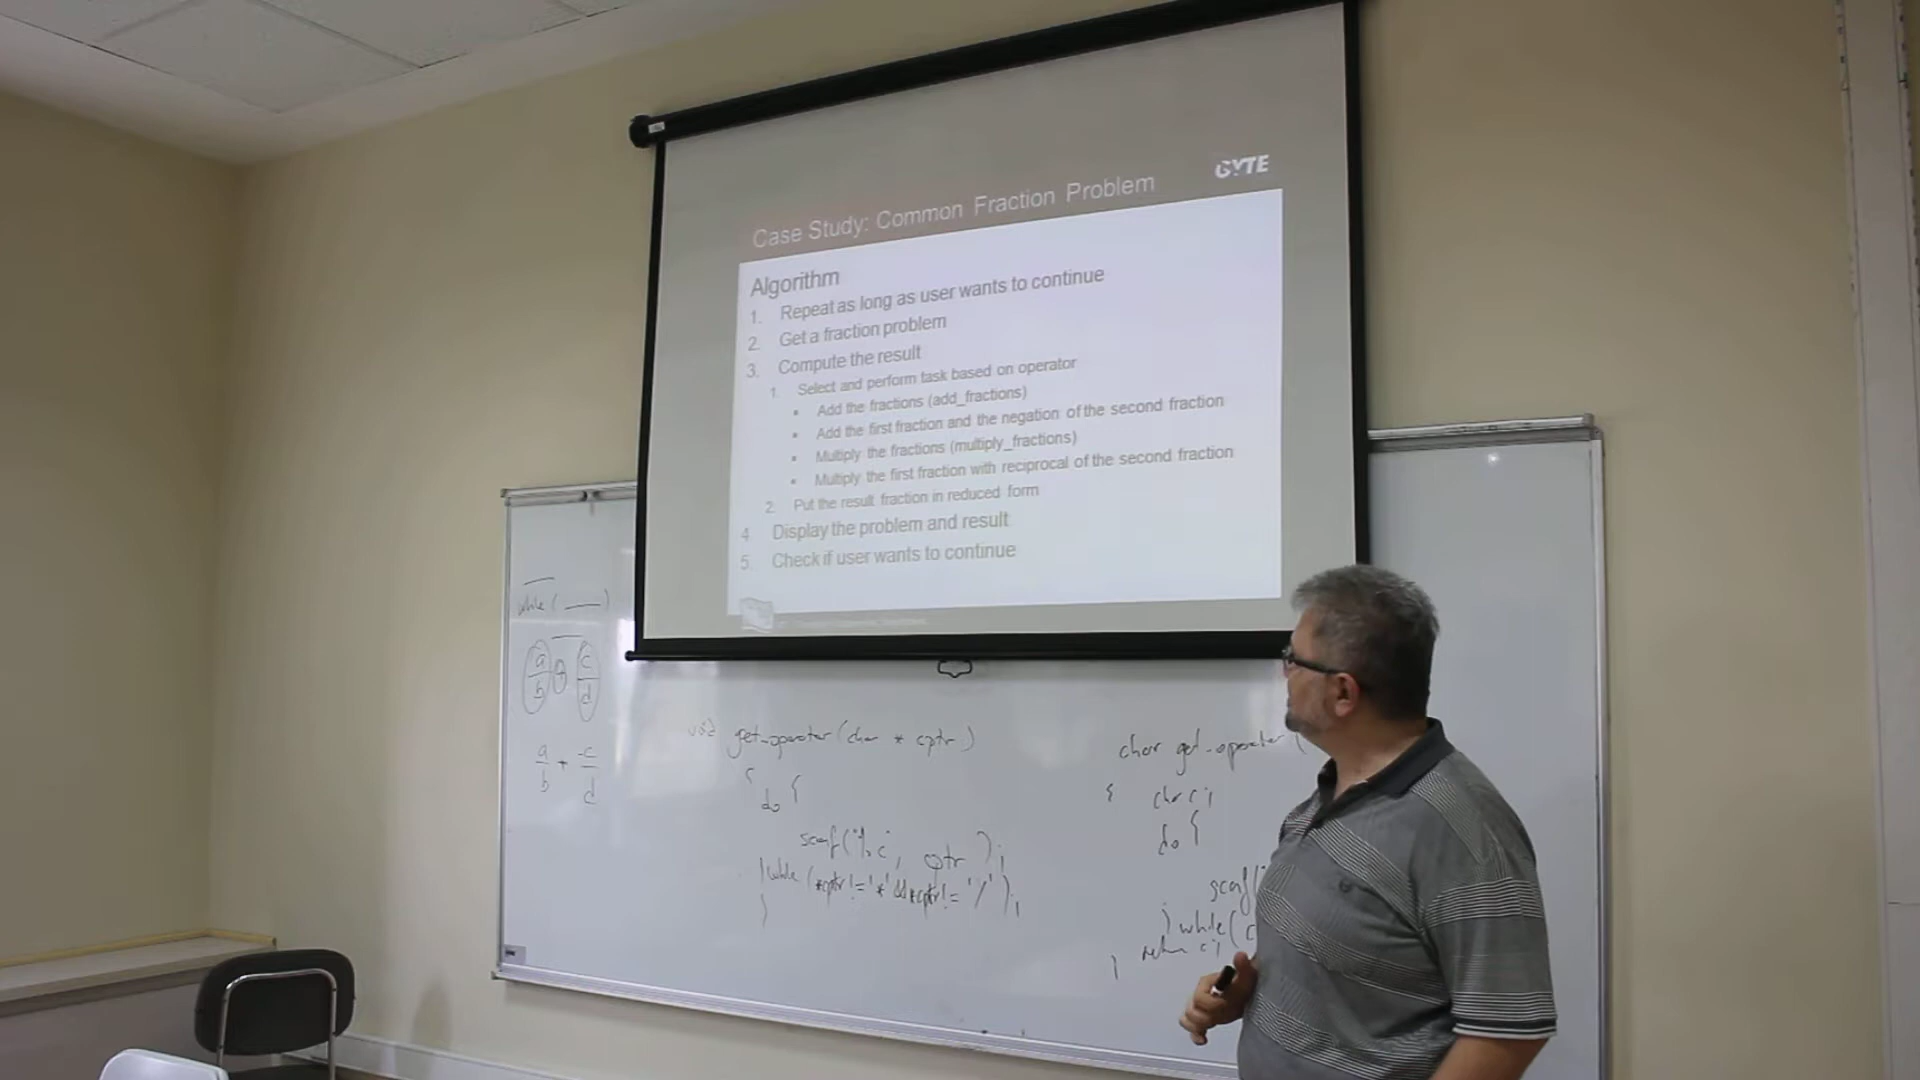 GYTE
Case Study: Common Fraction Problem
Algorithm
1. Repeat as long as user wants to continue
2. Get a fraction problem
3. Compute the result
1. Select and perform task based on operator
• Add the fractions (add_fractions)
• Add the first fraction and the negation of the second fraction
• Multiply the fractions (multiply_fractions)
• Multiply the first fraction with reciprocal of the second fraction
2. Put the result fraction in reduced form
4. Display the problem and result
5. Check if user wants to continue
while ( ___ )
a/b + c/d
a/b + -c/d
void get_operator (char * cptr)
{
do {
scanf("%c", cptr );
} while (*cptr != '*' && *cptr != '/');
}
char get_operator (
{ char c;
do {
scanf(
} while ( c
return c;
}